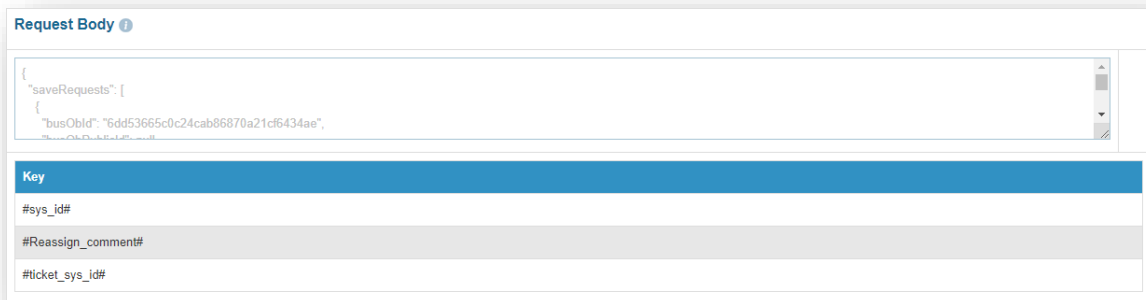 Request Body
{
"saveRequests": [
{
"busObId": "6dd53665c0c24cab86870a21cf6434ae",
Key
#sys_id#
#Reassign_comment#
#ticket_sys_id#